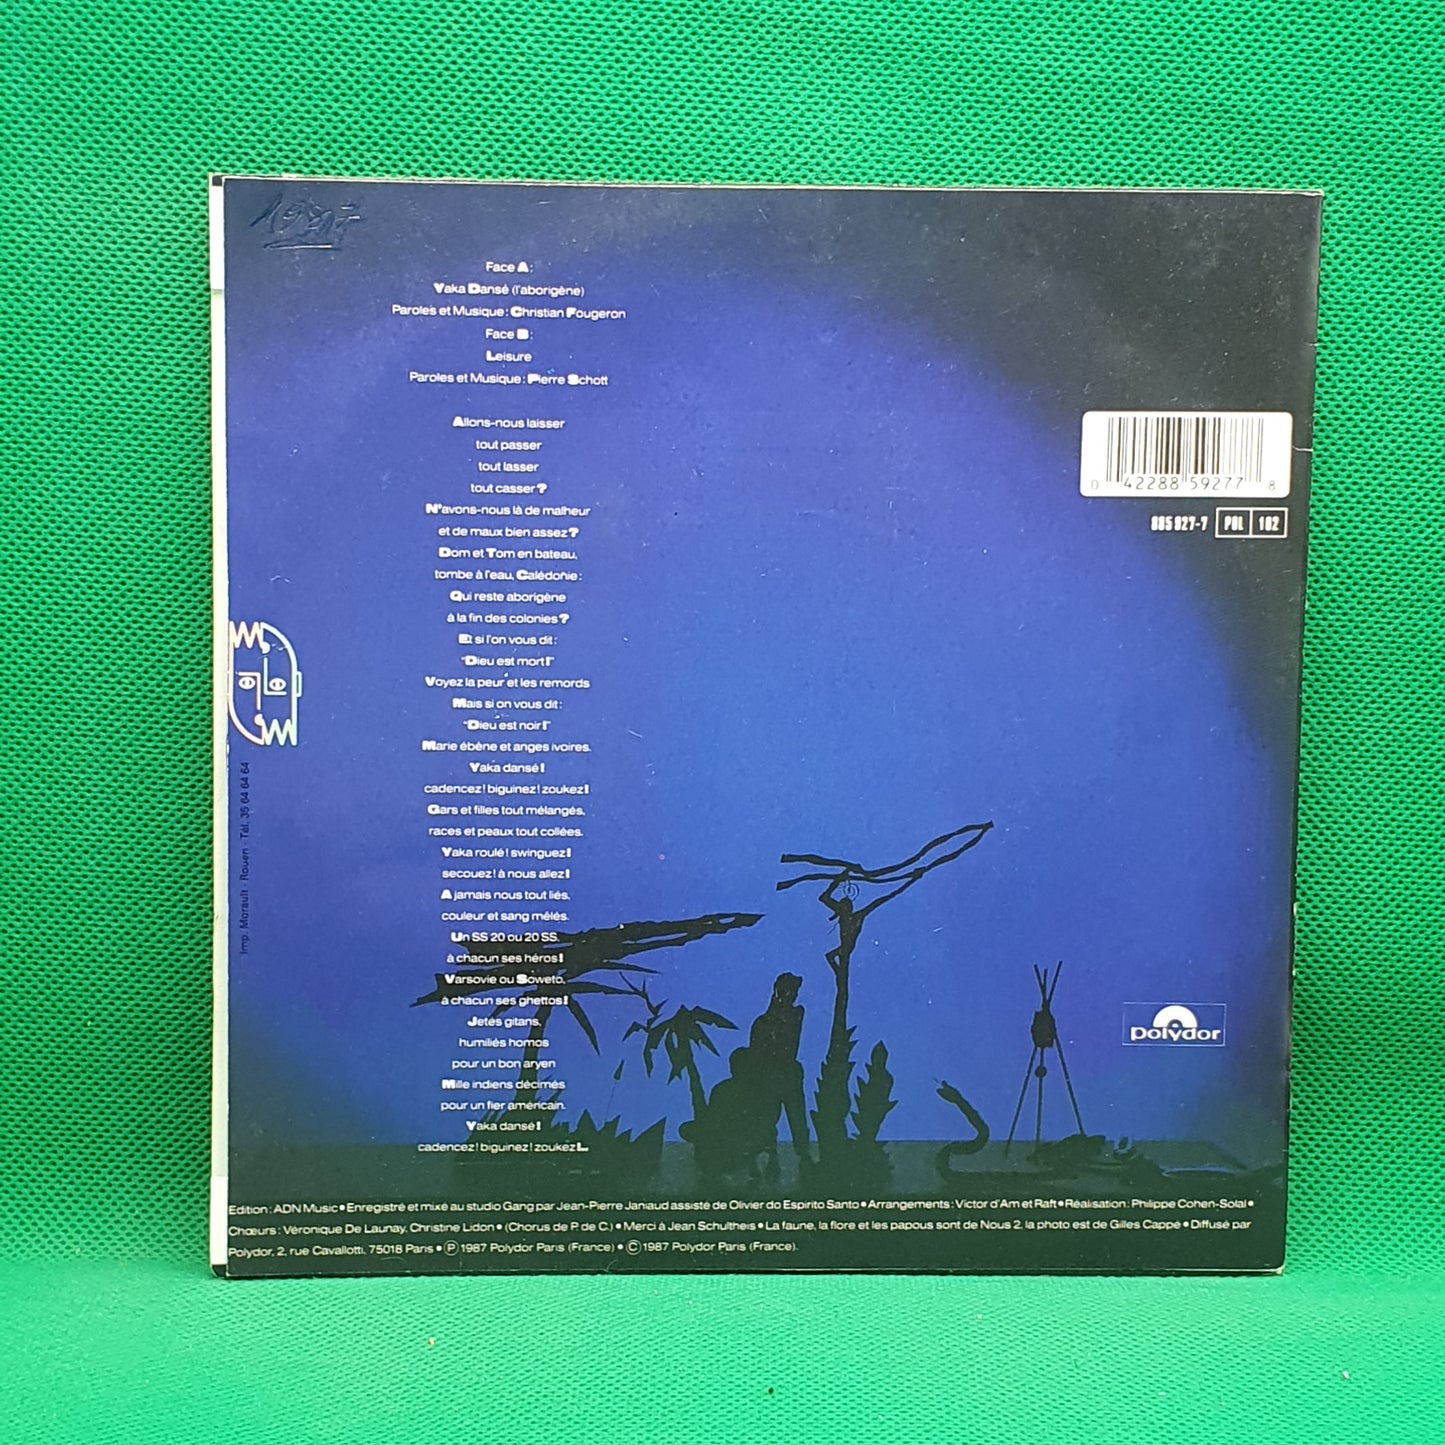 1987
Face A:
Yaka Dansé (l'aborigène)
Paroles et Musique: Christian Fougeron
Face B:
Leisure
Paroles et Musique: Pierre Schott
Allons-nous laisser
tout passer
tout lasser
tout casser?
N'avons-nous là de malheur
et de maux bien assez?
Dom et Tom en bateau,
tombe à l'eau, Calédonie:
Qui reste aborigène
à la fin des colonies?
Et si l'on vous dit:
"Dieu est mort!"
Voyez la peur et les remords
Mais si on vous dit:
"Dieu est noir!"
Marie ébène et anges ivoires.
Yaka dansé!
cadencez! biguinez! zoukez!
Gars et filles tout mélangés,
races et peaux tout collées.
Yaka roulé! swinguez!
secouez! à nous allez!
A jamais nous tout liés,
couleur et sang mêlés.
Un SS 20 ou 20 SS,
à chacun ses héros!
Varsovie ou Soweto,
à chacun ses ghettos!
Jetés gitans,
humiliés homos
pour un bon aryen
Mille indiens décimés
pour un fier américain.
Yaka dansé!
cadencez! biguinez! zoukez!..
0 42288 59277 8
885 927-7 POL 102
polydor
Imp. Morault - Rouen - Tél. 35 64 64 64
Edition: ADN Music • Enregistré et mixé au studio Gang par Jean-Pierre Janiaud assisté de Olivier do Espirito Santo • Arrangements: Victor d'Am et Raft • Réalisation: Philippe Cohen-Solal •
Chœurs: Véronique De Launay, Christine Lidon • (Chorus de P. de C.) • Merci à Jean Schultheis • La faune, la flore et les papous sont de Nous 2, la photo est de Gilles Cappé • Diffusé par
Polydor, 2, rue Cavallotti, 75018 Paris • Ⓟ 1987 Polydor Paris (France) • © 1987 Polydor Paris (France).